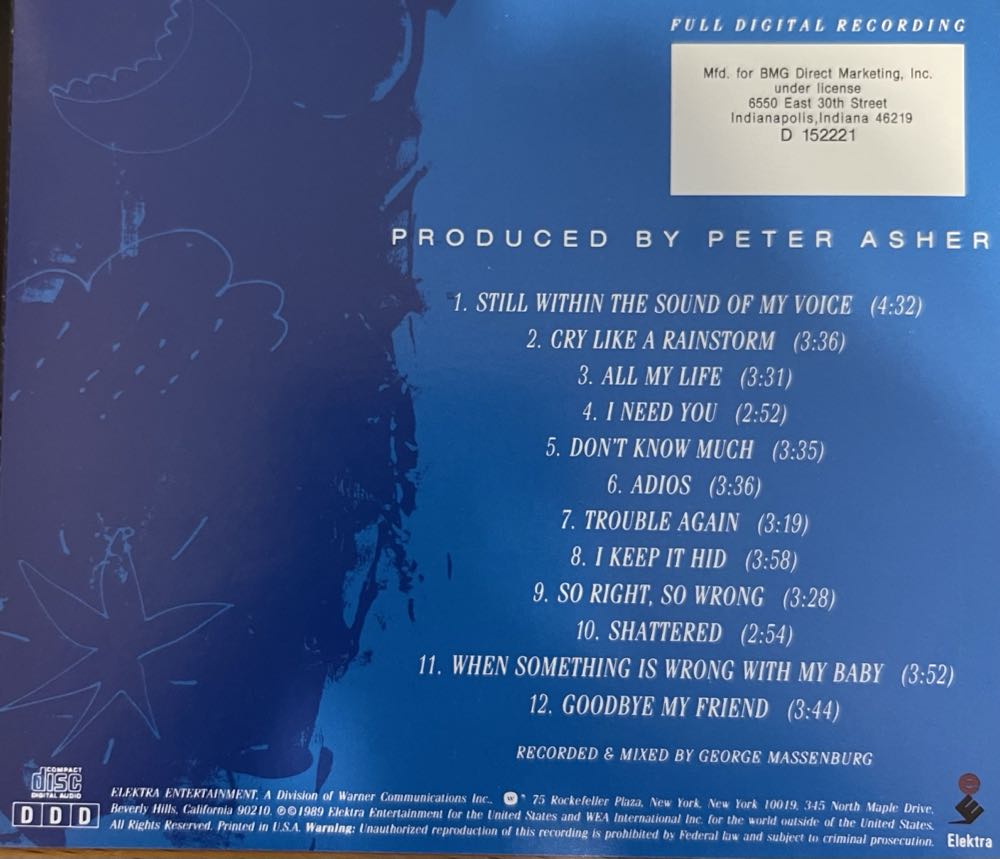 FULL DIGITAL RECORDING
Mfd. for BMG Direct Marketing, Inc.
under license
6550 East 30th Street
Indianapolis,Indiana 46219
D 152221
PRODUCED BY PETER ASHER
1. STILL WITHIN THE SOUND OF MY VOICE (4:32)
2. CRY LIKE A RAINSTORM (3:36)
3. ALL MY LIFE (3:31)
4. I NEED YOU (2:52)
5. DON'T KNOW MUCH (3:35)
6. ADIOS (3:36)
7. TROUBLE AGAIN (3:19)
8. I KEEP IT HID (3:58)
9. SO RIGHT, SO WRONG (3:28)
10. SHATTERED (2:54)
11. WHEN SOMETHING IS WRONG WITH MY BABY (3:52)
12. GOODBYE MY FRIEND (3:44)
RECORDED & MIXED BY GEORGE MASSENBURG
COMPACT
disc
DIGITAL AUDIO
DDD
ELEKTRA ENTERTAINMENT, A Division of Warner Communications Inc., 75 Rockefeller Plaza, New York, New York 10019. 345 North Maple Drive,
Beverly Hills, California 90210. ℗©1989 Elektra Entertainment for the United States and WEA International Inc. for the world outside of the United States.
All Rights Reserved. Printed in U.S.A. Warning: Unauthorized reproduction of this recording is prohibited by Federal law and subject to criminal prosecution.
Elektra